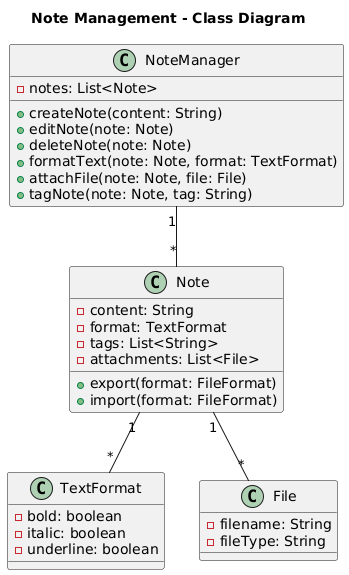 Note Management - Class Diagram
C NoteManager
notes: List<Note>
createNote(content: String)
editNote(note: Note)
deleteNote(note: Note)
formatText(note: Note, format: TextFormat)
attachFile(note: Note, file: File)
tagNote(note: Note, tag: String)
1
*
C Note
content: String
format: TextFormat
tags: List<String>
attachments: List<File>
export(format: FileFormat)
import(format: FileFormat)
1 1
* *
C TextFormat
bold: boolean
italic: boolean
underline: boolean
C File
filename: String
fileType: String